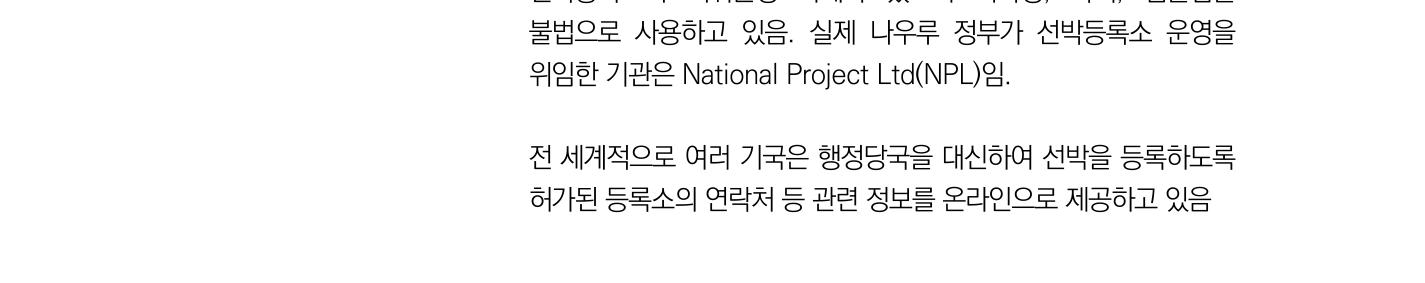 불법으로 사용하고 있음. 실제 나우루 정부가 선박등록소 운영을
위임한 기관은 National Project Ltd(NPL)임.
전 세계적으로 여러 기국은 행정당국을 대신하여 선박을 등록하도록
허가된 등록소의 연락처 등 관련 정보를 온라인으로 제공하고 있음